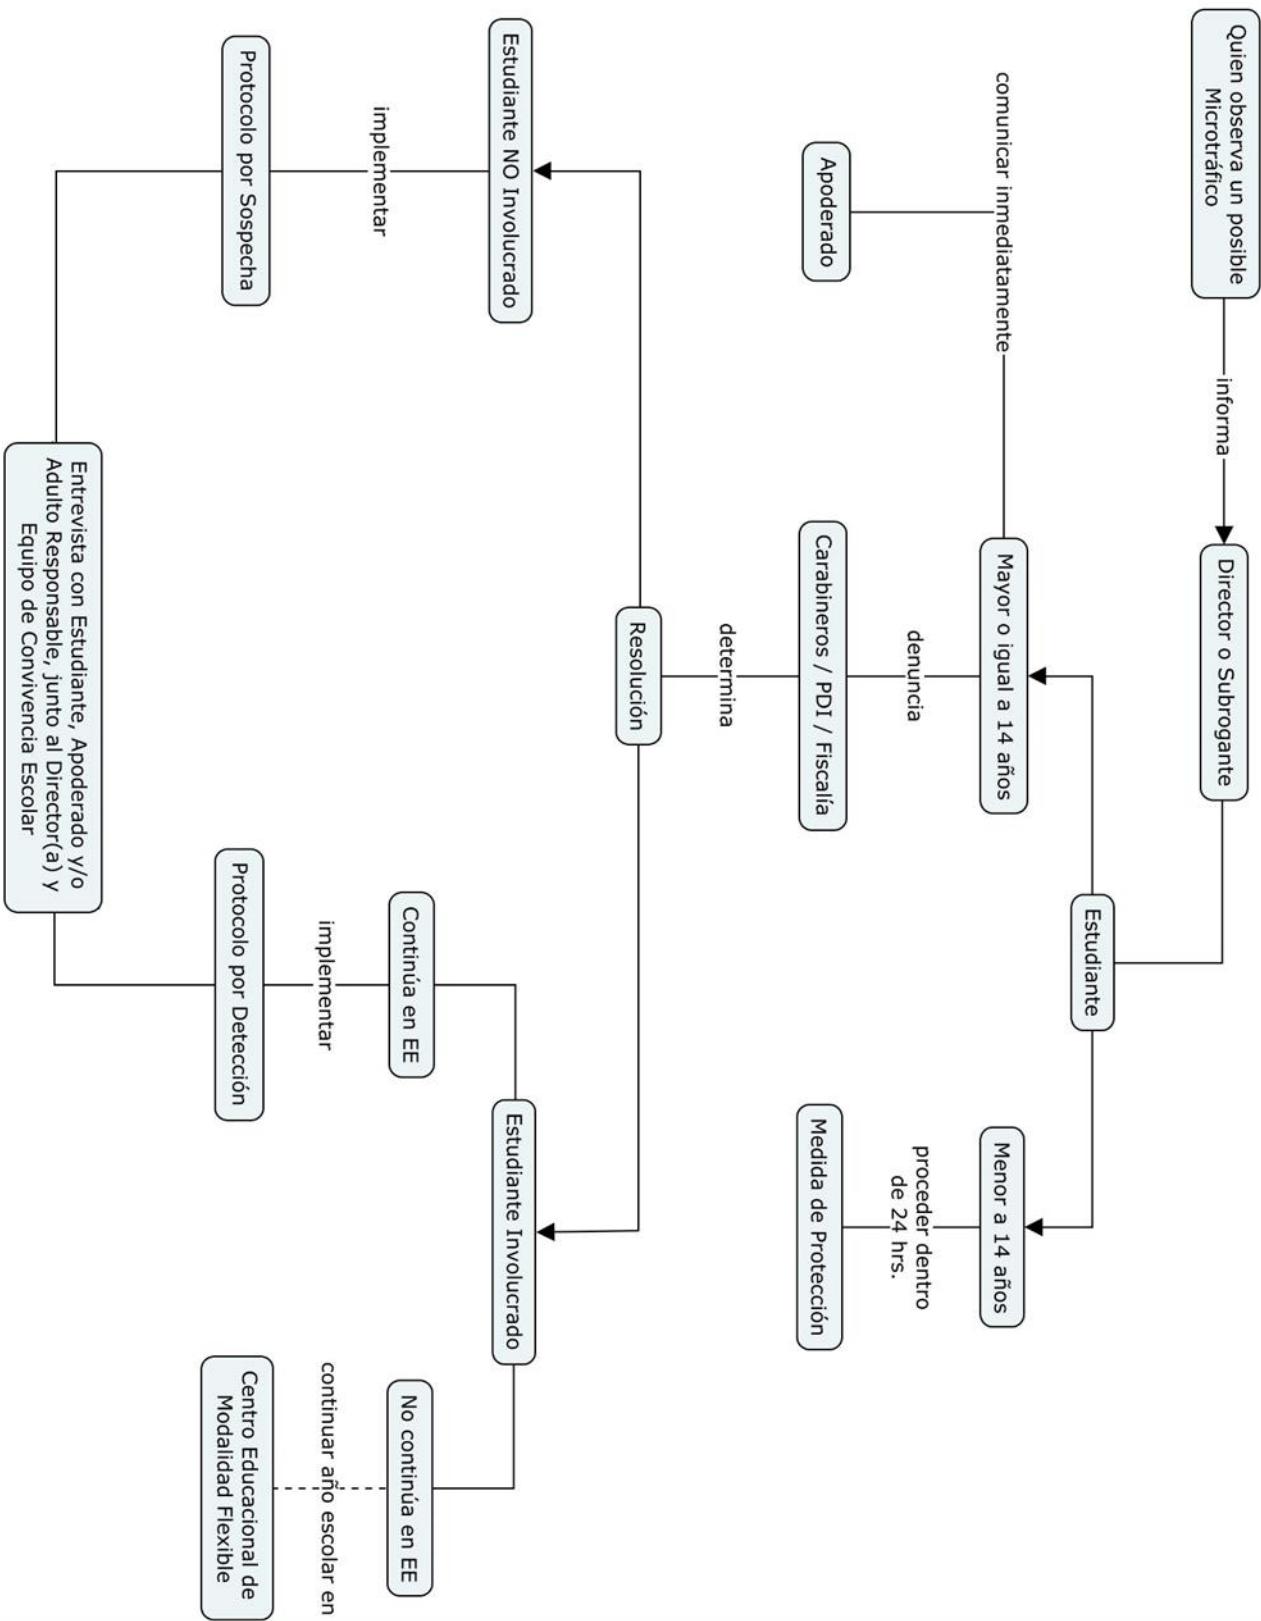 Quien observa un posible
Microtráfico
informa
Director o Subrogante
Estudiante
comunicar inmediatamente
Mayor o igual a 14 años
Menor a 14 años
Apoderado
denuncia
proceder dentro
de 24 hrs.
Carabineros / PDI / Fiscalía
Medida de Protección
determina
Resolución
Estudiante NO Involucrado
Estudiante Involucrado
implementar
Continúa en EE
No continúa en EE
implementar
continuar año escolar en
Protocolo por Sospecha
Protocolo por Detección
Centro Educacional de
Modalidad Flexible
Entrevista con Estudiante, Apoderado y/o
Adulto Responsable, junto al Director(a) y
Equipo de Convivencia Escolar